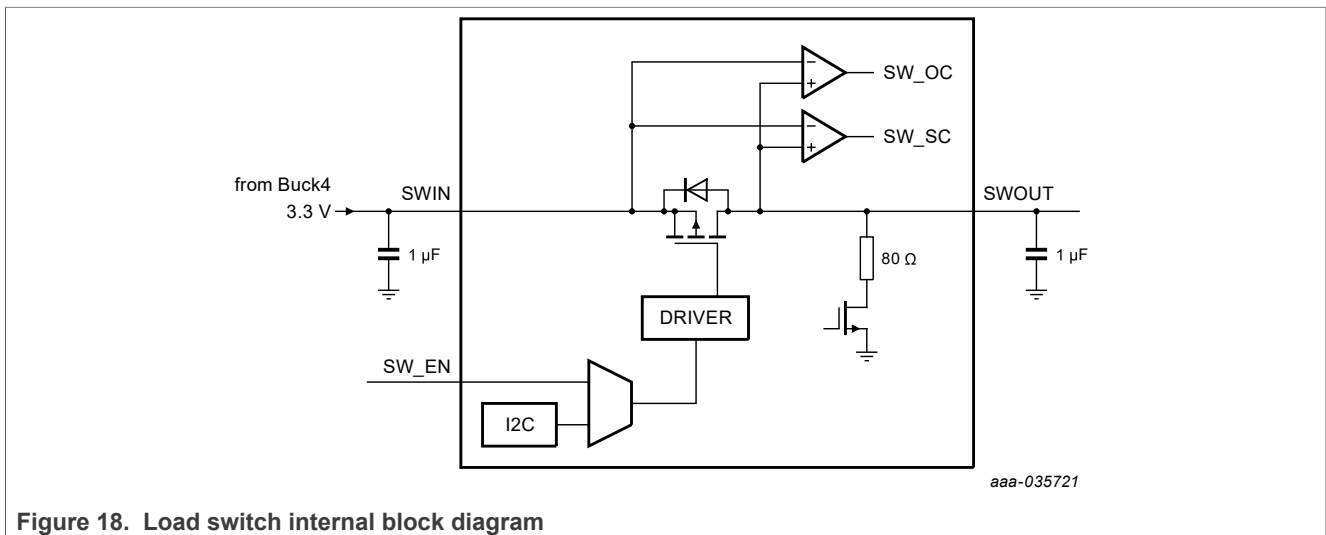 SW_OC
SW_SC
from Buck4
3.3 V
SWIN
SWOUT
1 µF
80 Ω
1 µF
DRIVER
SW_EN
I2C
aaa-035721
Figure 18. Load switch internal block diagram